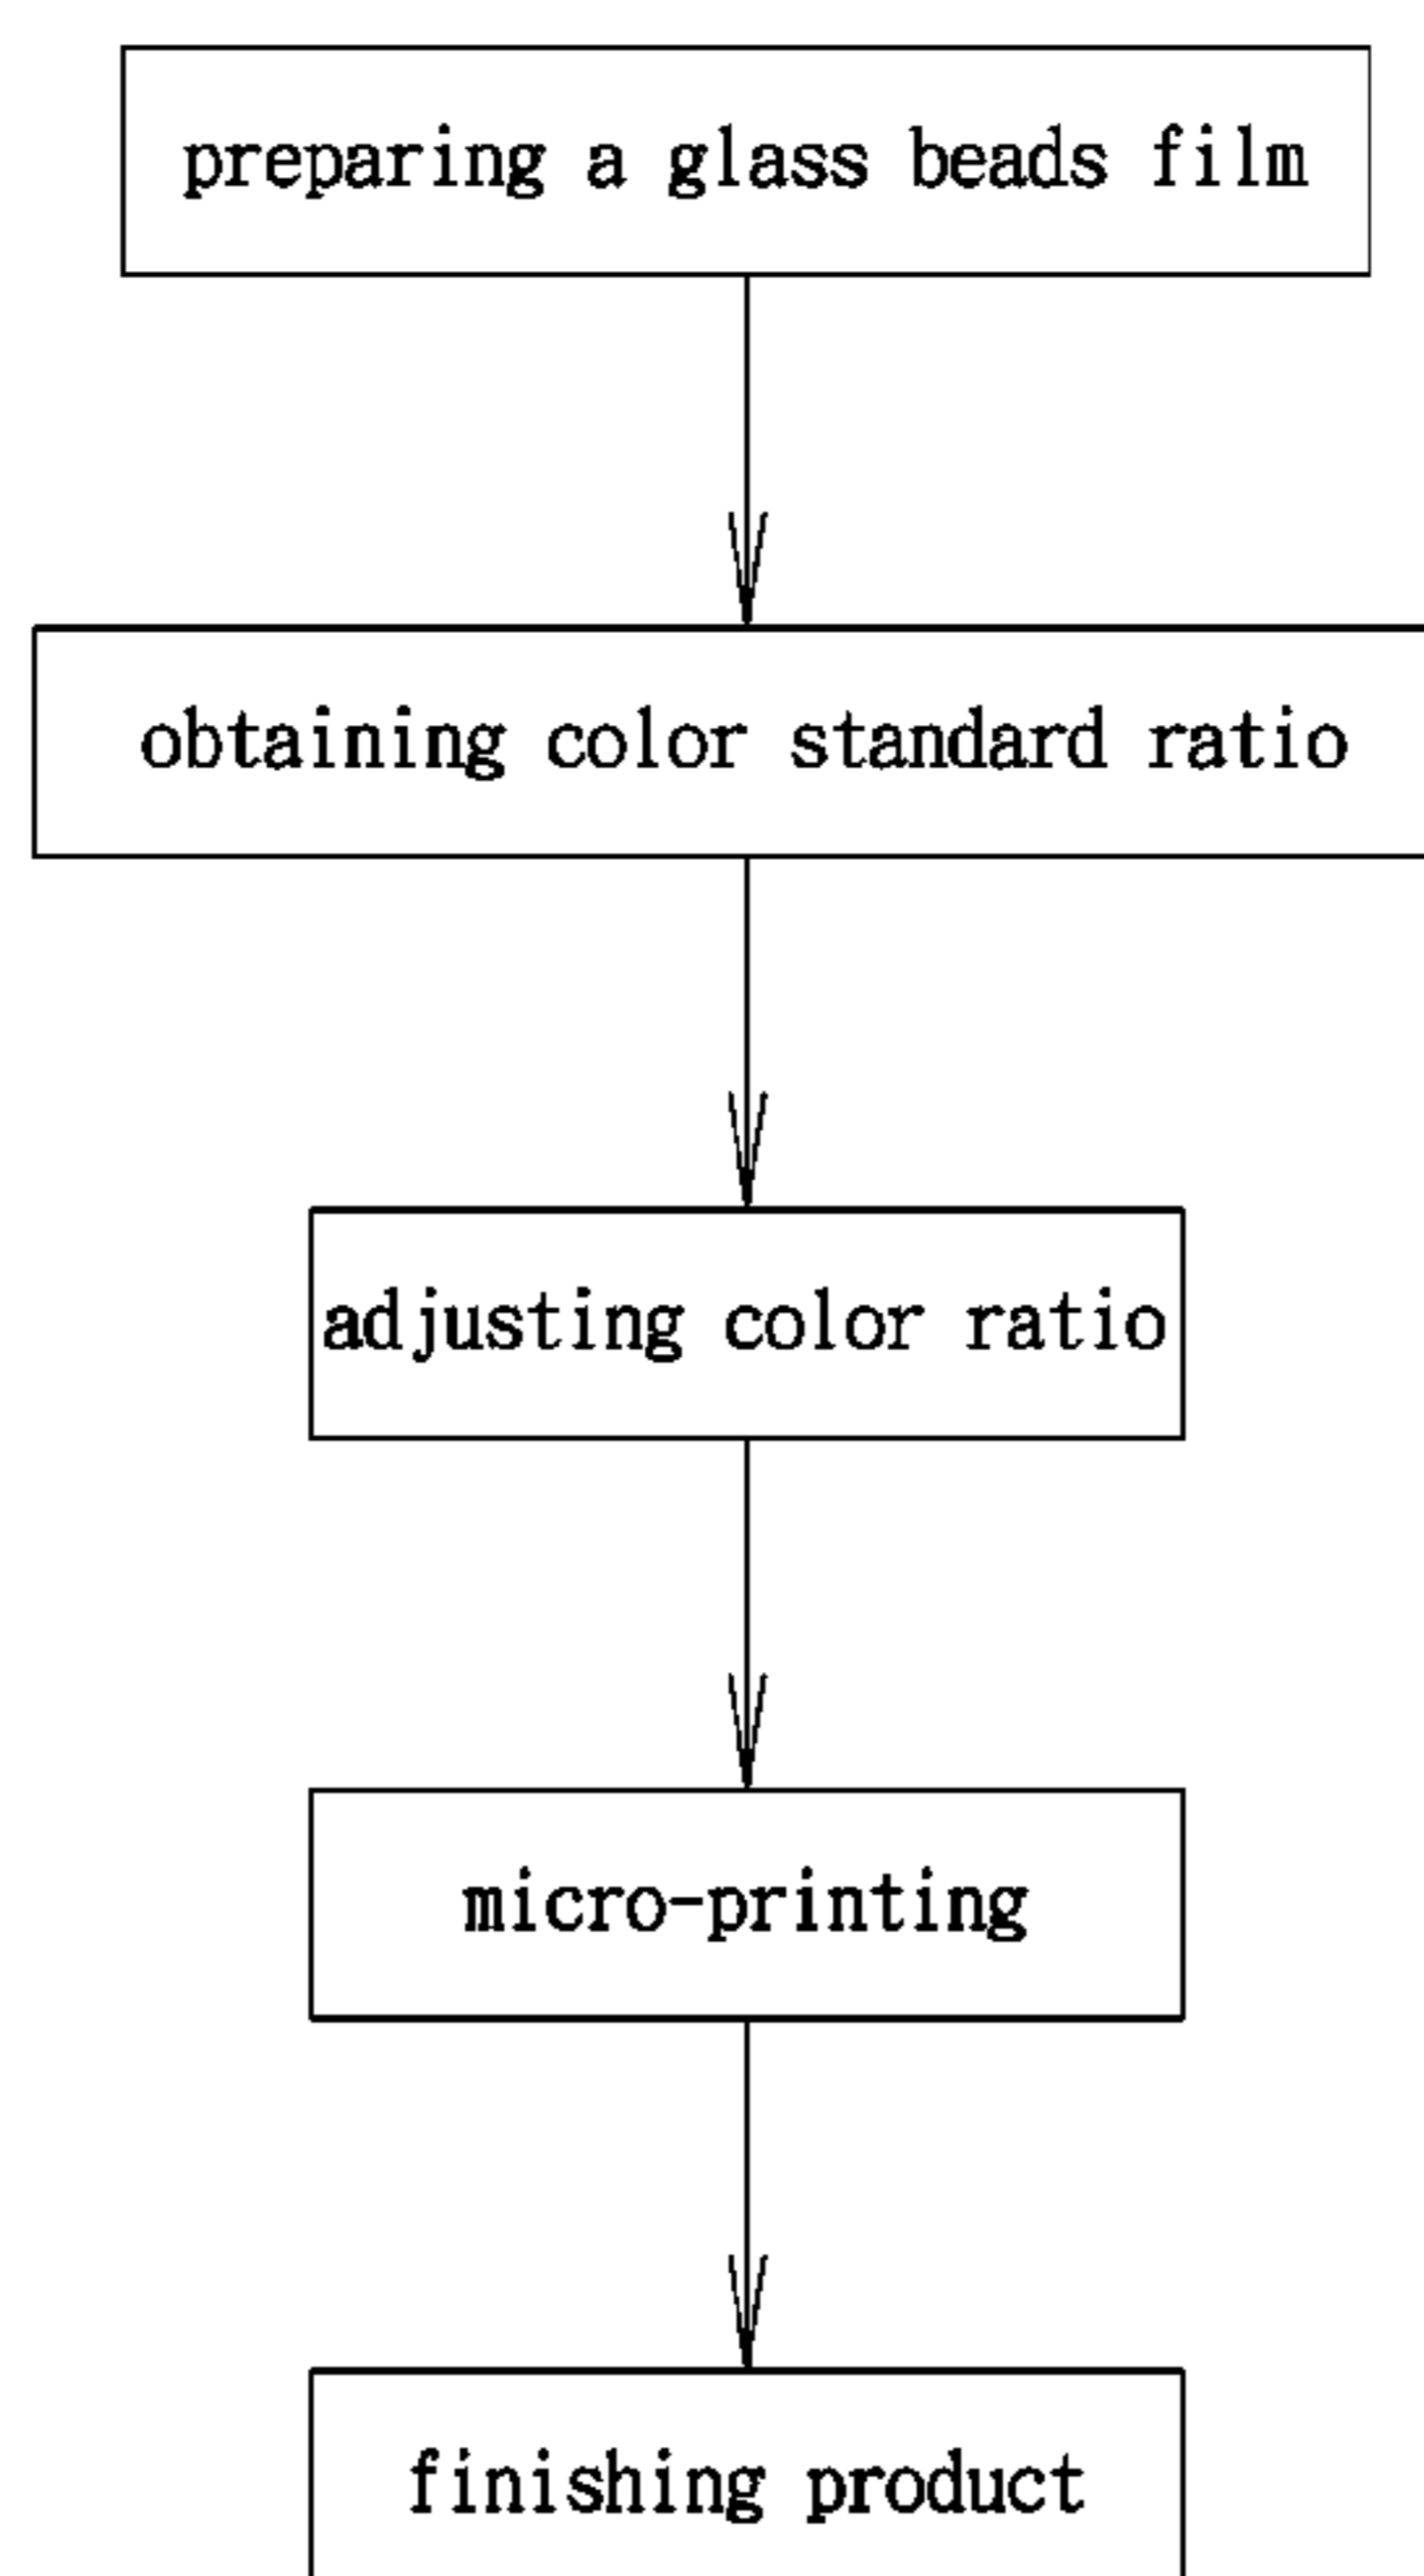 preparing a glass beads film
obtaining color standard ratio
adjusting color ratio
micro-printing
finishing product